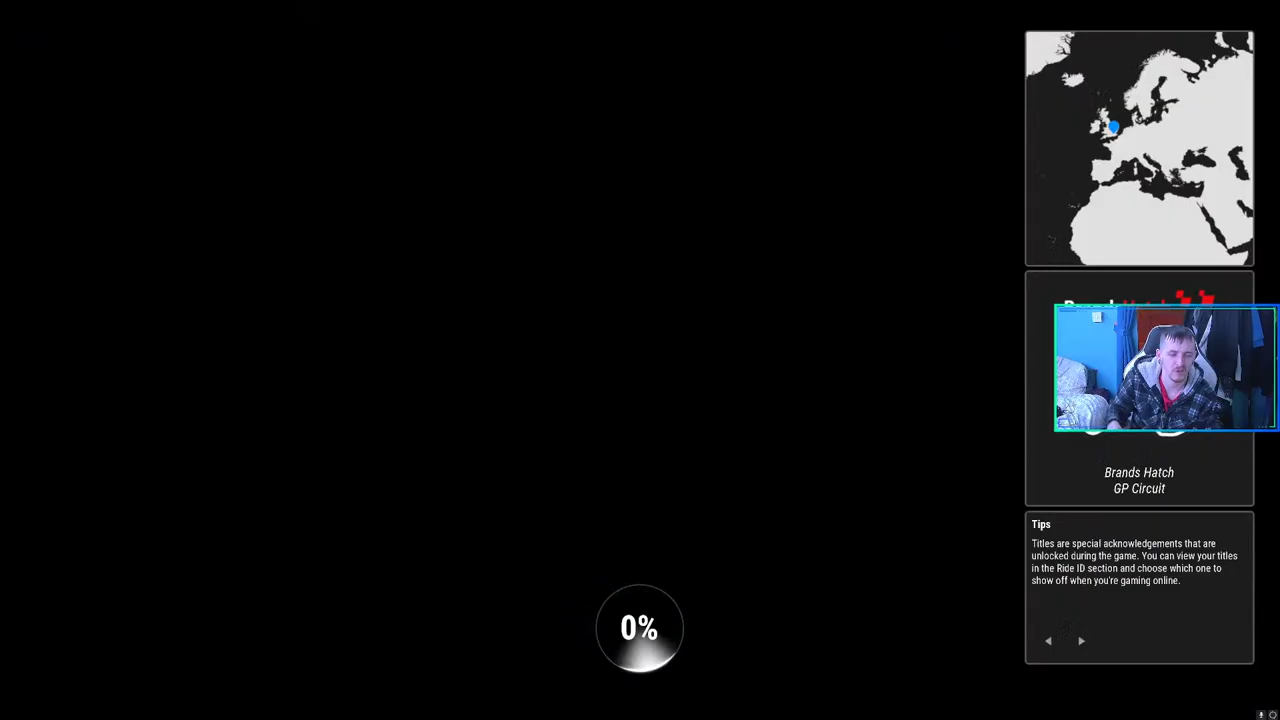 Brands Hatch
GP Circuit
Tips
Titles are special acknowledgements that are
unlocked during the game. You can view your titles
in the Ride ID section and choose which one to
show off when you're gaming online.
0%